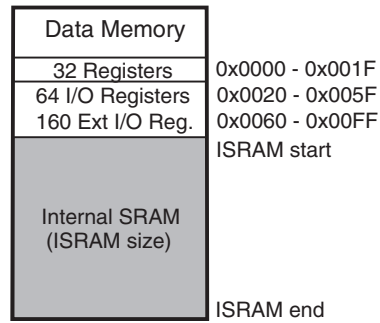 Data Memory
32 Registers 0x0000 - 0x001F
64 I/O Registers 0x0020 - 0x005F
160 Ext I/O Reg. 0x0060 - 0x00FF
ISRAM start
Internal SRAM
(ISRAM size)
ISRAM end